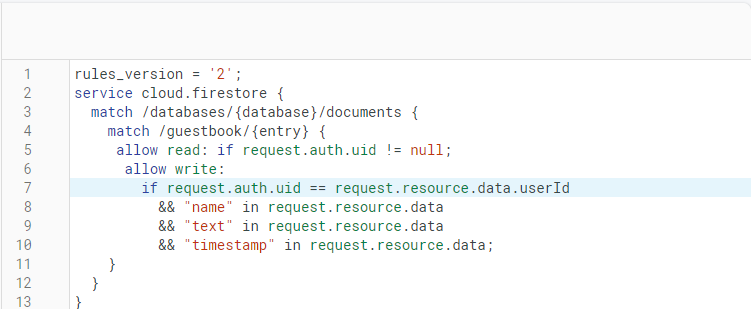 1 rules_version = '2';
2 service cloud.firestore {
3 match /databases/{database}/documents {
4 match /guestbook/{entry} {
5 allow read: if request.auth.uid != null;
6 allow write:
7 if request.auth.uid == request.resource.data.userId
8 && "name" in request.resource.data
9 && "text" in request.resource.data
10 && "timestamp" in request.resource.data;
11 }
12 }
13 }